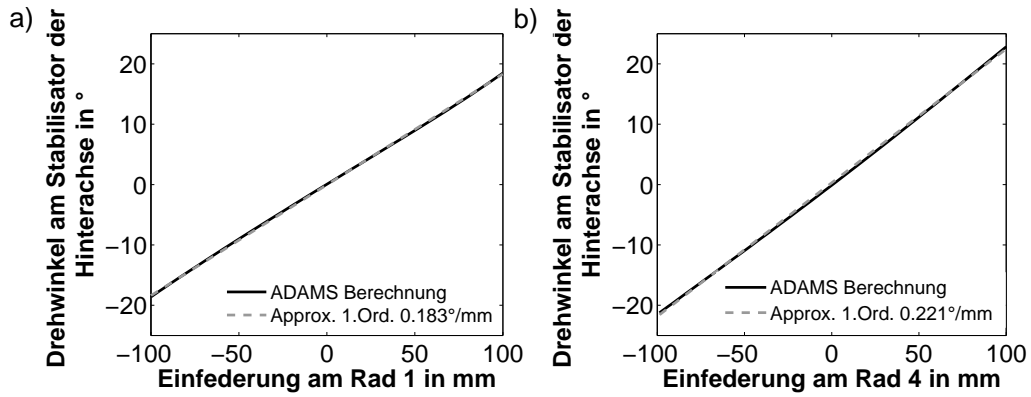 a)
Drehwinkel am Stabilisator der
Hinterachse in °
20
10
0
−10
−20
ADAMS Berechnung
Approx. 1.Ord. 0.183°/mm
−100
−50
0
50
100
Einfederung am Rad 1 in mm
b)
Drehwinkel am Stabilisator der
Hinterachse in °
20
10
0
−10
−20
ADAMS Berechnung
Approx. 1.Ord. 0.221°/mm
−100
−50
0
50
100
Einfederung am Rad 4 in mm